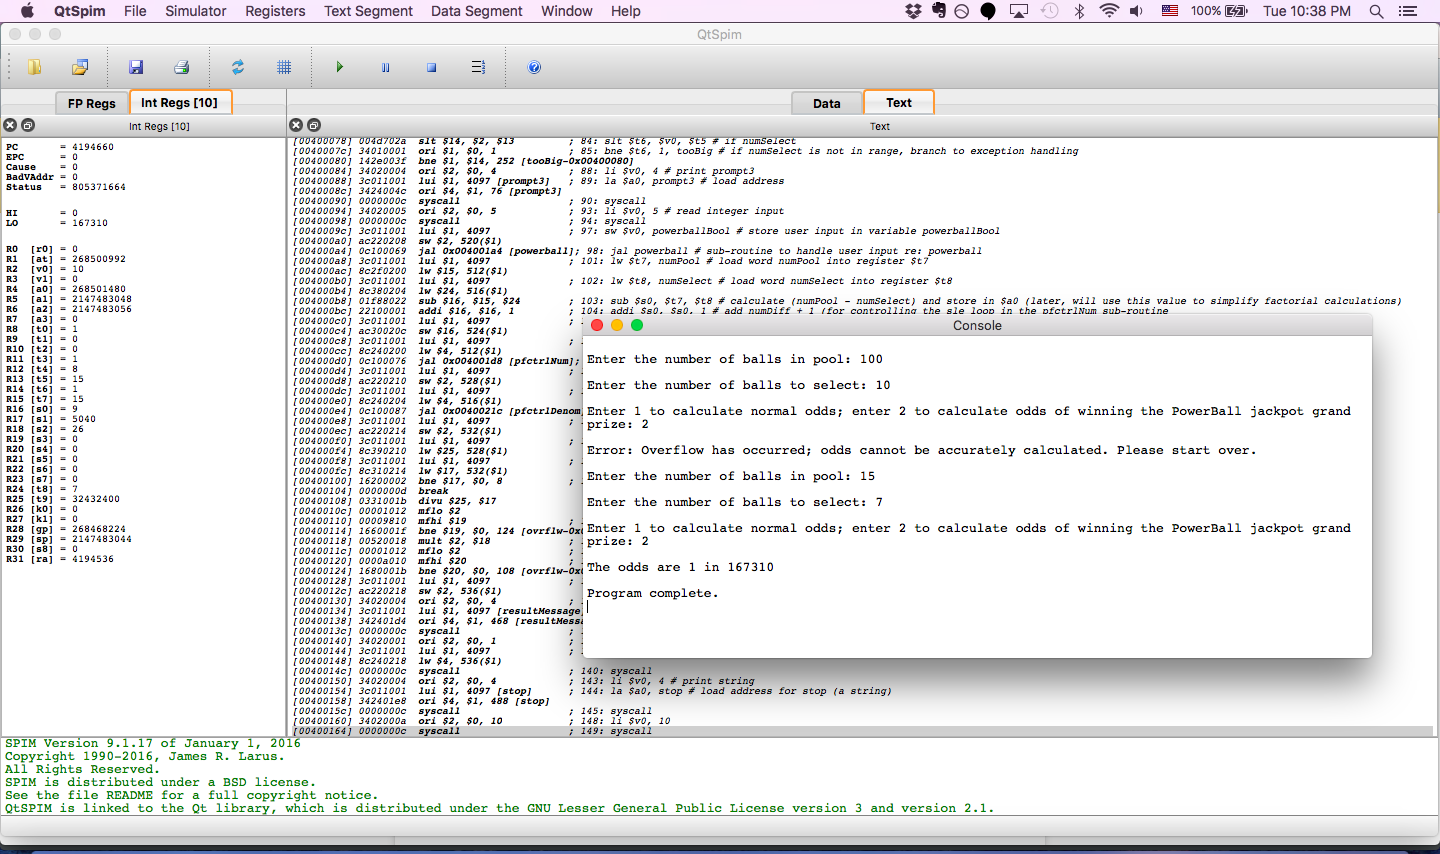 QtSpim File Simulator Registers Text Segment Data Segment Window Help 100% Tue 10:38 PM
QtSpim
FP Regs Int Regs [10] Data Text
Int Regs [10] Text
PC = 4194660
EPC = 0
Cause = 0
BadVAddr = 0
Status = 805371664
HI = 0
LO = 167310
R0 [r0] = 0
R1 [at] = 268500992
R2 [v0] = 10
R3 [v1] = 0
R4 [a0] = 268501480
R5 [a1] = 2147483048
R6 [a2] = 2147483056
R7 [a3] = 0
R8 [t0] = 1
R9 [t1] = 0
R10 [t2] = 0
R11 [t3] = 1
R12 [t4] = 8
R13 [t5] = 15
R14 [t6] = 1
R15 [t7] = 15
R16 [s0] = 9
R17 [s1] = 5040
R18 [s2] = 26
R19 [s3] = 0
R20 [s4] = 0
R21 [s5] = 0
R22 [s6] = 0
R23 [s7] = 0
R24 [t8] = 7
R25 [t9] = 32432400
R26 [k0] = 0
R27 [k1] = 0
R28 [gp] = 268468224
R29 [sp] = 2147483044
R30 [s8] = 0
R31 [ra] = 4194536
[00400078] 004d702a slt $14, $2, $13 ; 84: slt $t6, $v0, $t5 # if numSelect
[0040007c] 34010001 ori $1, $0, 1 ; 85: bne $t6, 1, tooBig # if numSelect is not in range, branch to exception handling
[00400080] 142e003f bne $1, $14, 252 [tooBig-0x00400080]
[00400084] 34020004 ori $2, $0, 4 ; 88: li $v0, 4 # print prompt3
[00400088] 3c011001 lui $1, 4097 [prompt3] ; 89: la $a0, prompt3 # load address
[0040008c] 3424004c ori $4, $1, 76 [prompt3]
[00400090] 0000000c syscall ; 90: syscall
[00400094] 34020005 ori $2, $0, 5 ; 93: li $v0, 5 # read integer input
[00400098] 0000000c syscall ; 94: syscall
[0040009c] 3c011001 lui $1, 4097 ; 97: sw $v0, powerballBool # store user input in variable powerballBool
[004000a0] ac220208 sw $2, 520($1)
[004000a4] 0c100069 jal 0x004001a4 [powerball]; 98: jal powerball # sub-routine to handle user input re: powerball
[004000a8] 3c011001 lui $1, 4097 ; 101: lw $t7, numPool # load word numPool into register $t7
[004000ac] 8c2f0200 lw $15, 512($1)
[004000b0] 3c011001 lui $1, 4097 ; 102: lw $t8, numSelect # load word numSelect into register $t8
[004000b4] 8c380204 lw $24, 516($1)
[004000b8] 01f88022 sub $16, $15, $24 ; 103: sub $s0, $t7, $t8 # calculate (numPool - numSelect) and store in $a0 (later, will use this value to simplify factorial calculations)
[004000bc] 22100001 addi $16, $16, 1 ; 104: addi $s0, $s0, 1 # add numDiff + 1 (for controlling the sle loop in the pfctrlNum sub-routine
[004000c0] 3c011001 lui $1, 4097 ;
[004000c4] ac30020c sw $16, 524($1)
[004000c8] 3c011001 lui $1, 4097 ;
[004000cc] 8c240200 lw $4, 512($1)
[004000d0] 0c100076 jal 0x004001d8 [pfctrlNum];
[004000d4] 3c011001 lui $1, 4097 ;
[004000d8] ac220210 sw $2, 528($1)
[004000dc] 3c011001 lui $1, 4097 ;
[004000e0] 8c240204 lw $4, 516($1)
[004000e4] 0c100087 jal 0x0040021c [pfctrlDenom
[004000e8] 3c011001 lui $1, 4097 ;
[004000ec] ac220214 sw $2, 532($1)
[004000f0] 3c011001 lui $1, 4097 ;
[004000f4] 8c390210 lw $25, 528($1)
[004000f8] 3c011001 lui $1, 4097 ;
[004000fc] 8c310214 lw $17, 532($1)
[00400100] 16200002 bne $17, $0, 8 ;
[00400104] 0000000d break
[00400108] 0331001b divu $25, $17
[0040010c] 00001012 mflo $2
[00400110] 00009810 mfhi $19 ;
[00400114] 1660001f bne $19, $0, 124 [ovrflw-0x0
[00400118] 00520018 mult $2, $18 ;
[0040011c] 00001012 mflo $2 ;
[00400120] 0000a010 mfhi $20 ;
[00400124] 1680001b bne $20, $0, 108 [ovrflw-0x0
[00400128] 3c011001 lui $1, 4097 ;
[0040012c] ac220218 sw $2, 536($1)
[00400130] 34020004 ori $2, $0, 4 ;
[00400134] 3c011001 lui $1, 4097 [resultMessage
[00400138] 342401d4 ori $4, $1, 468 [resultMessa
[0040013c] 0000000c syscall ;
[00400140] 34020001 ori $2, $0, 1 ;
[00400144] 3c011001 lui $1, 4097 ;
[00400148] 8c240218 lw $4, 536($1)
[0040014c] 0000000c syscall ; 140: syscall
[00400150] 34020004 ori $2, $0, 4 ; 143: li $v0, 4 # print string
[00400154] 3c011001 lui $1, 4097 [stop] ; 144: la $a0, stop # load address for stop (a string)
[00400158] 342401e8 ori $4, $1, 488 [stop]
[0040015c] 0000000c syscall ; 145: syscall
[00400160] 3402000a ori $2, $0, 10 ; 148: li $v0, 10
[00400164] 0000000c syscall ; 149: syscall
Console
Enter the number of balls in pool: 100
Enter the number of balls to select: 10
Enter 1 to calculate normal odds; enter 2 to calculate odds of winning the PowerBall jackpot grand
prize: 2
Error: Overflow has occurred; odds cannot be accurately calculated. Please start over.
Enter the number of balls in pool: 15
Enter the number of balls to select: 7
Enter 1 to calculate normal odds; enter 2 to calculate odds of winning the PowerBall jackpot grand
prize: 2
The odds are 1 in 167310
Program complete.
SPIM Version 9.1.17 of January 1, 2016
Copyright 1990-2016, James R. Larus.
All Rights Reserved.
SPIM is distributed under a BSD license.
See the file README for a full copyright notice.
QtSPIM is linked to the Qt library, which is distributed under the GNU Lesser General Public License version 3 and version 2.1.